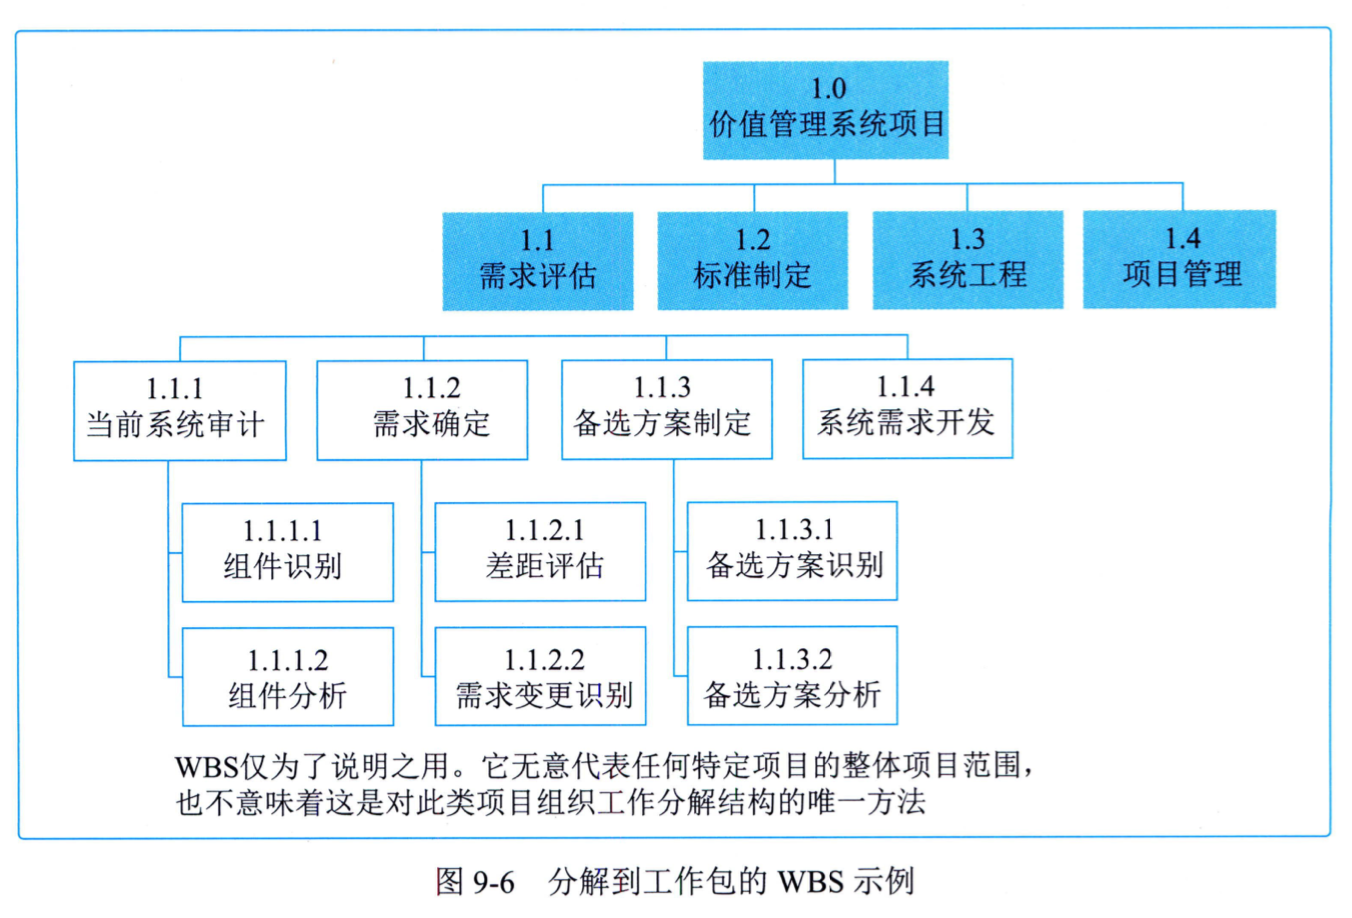 1.0
价值管理系统项目
1.1
需求评估
1.2
标准制定
1.3
系统工程
1.4
项目管理
1.1.1
当前系统审计
1.1.2
需求确定
1.1.3
备选方案制定
1.1.4
系统需求开发
1.1.1.1
组件识别
1.1.2.1
差距评估
1.1.3.1
备选方案识别
1.1.1.2
组件分析
1.1.2.2
需求变更识别
1.1.3.2
备选方案分析
WBS仅为了说明之用。它无意代表任何特定项目的整体项目范围，
也不意味着这是对此类项目组织工作分解结构的唯一方法
图 9-6 分解到工作包的 WBS 示例